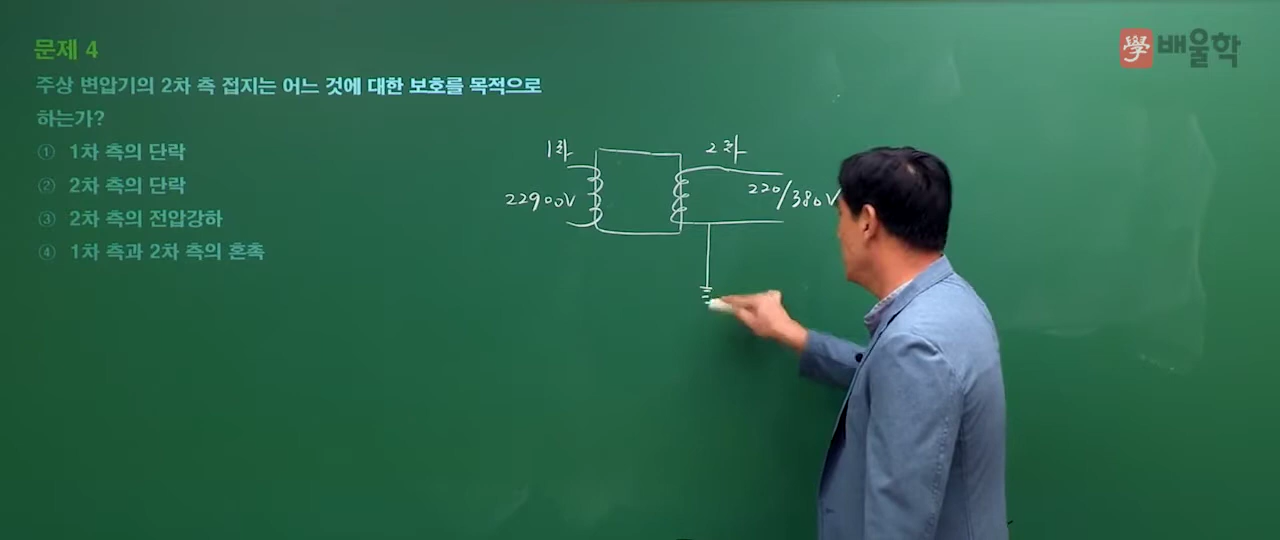 문제 4
주상 변압기의 2차 측 접지는 어느 것에 대한 보호를 목적으로
하는가?
① 1차 측의 단락
② 2차 측의 단락
③ 2차 측의 전압강하
④ 1차 측과 2차 측의 혼촉
1차
2차
22900V
220/380V
學 배울학